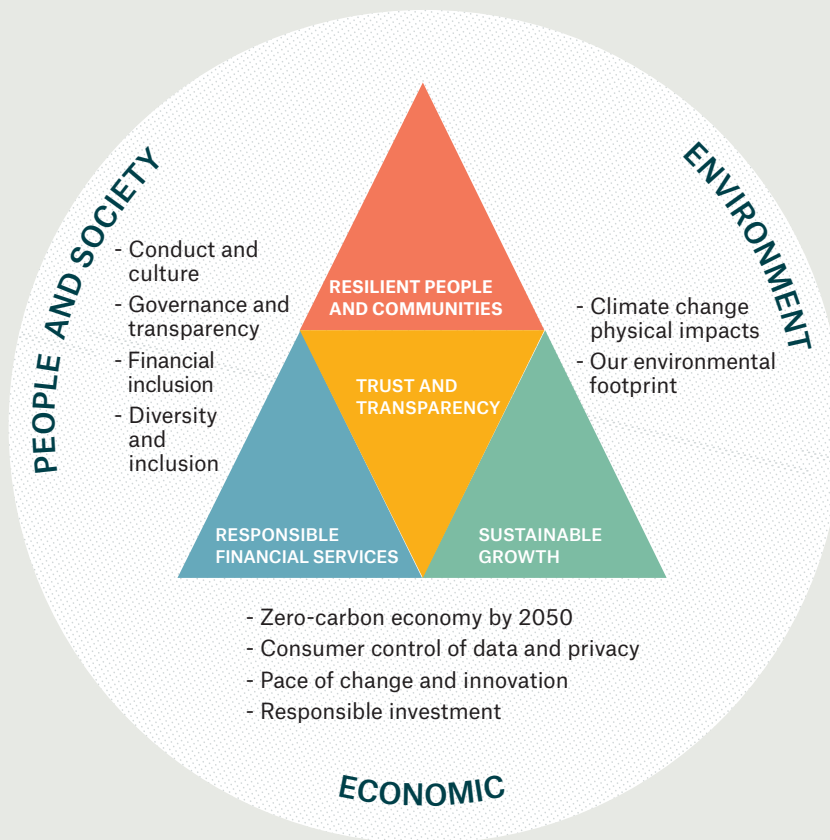 PEOPLE AND SOCIETY
- Conduct and
culture
- Governance and
transparency
- Financial
inclusion
- Diversity
and
inclusion
ENVIRONMENT
- Climate change
physical impacts
- Our environmental
footprint
RESILIENT PEOPLE
AND COMMUNITIES
TRUST AND
TRANSPARENCY
RESPONSIBLE
FINANCIAL SERVICES
SUSTAINABLE
GROWTH
- Zero-carbon economy by 2050
- Consumer control of data and privacy
- Pace of change and innovation
- Responsible investment
ECONOMIC